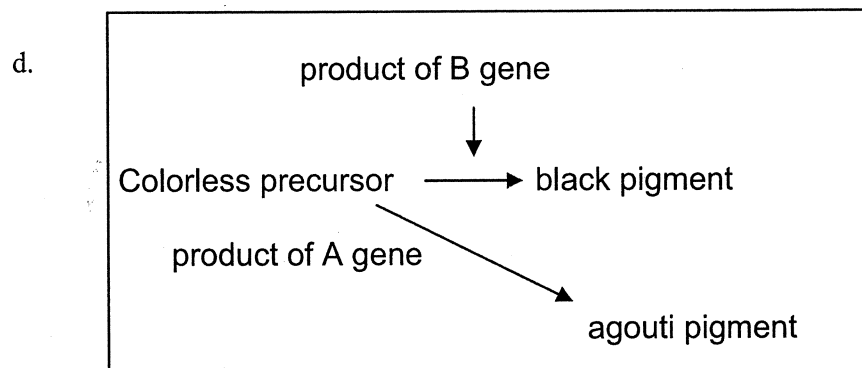 d.
product of B gene
Colorless precursor
black pigment
product of A gene
agouti pigment